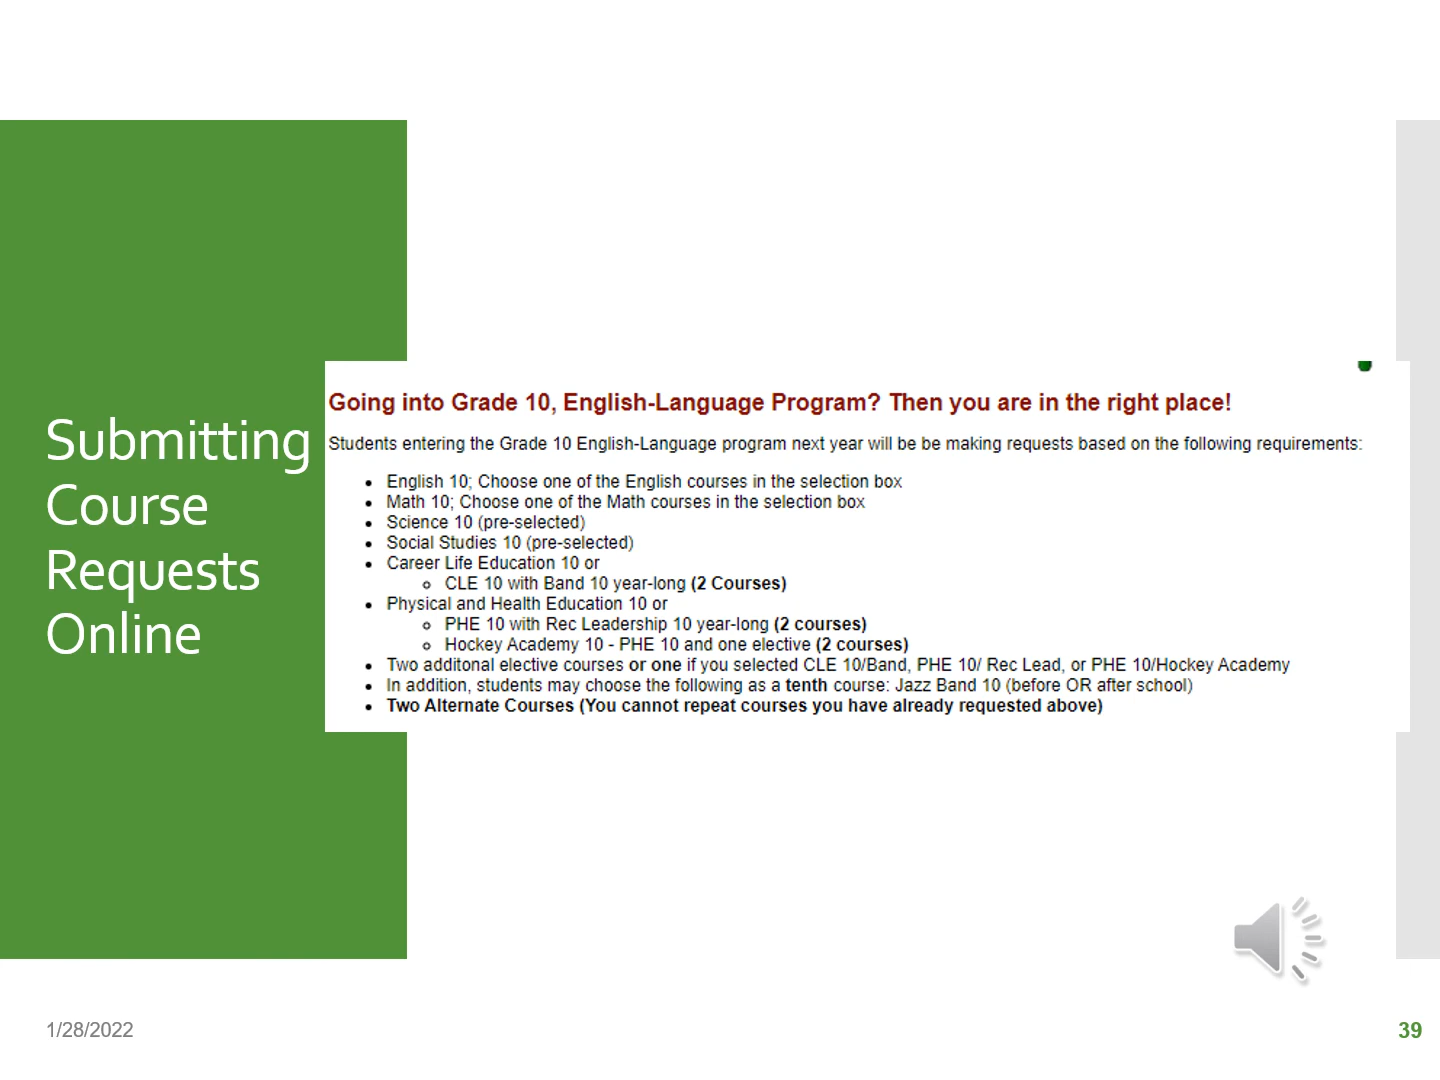 Submitting
Course
Requests
Online
Going into Grade 10, English-Language Program? Then you are in the right place!
Students entering the Grade 10 English-Language program next year will be be making requests based on the following requirements:
• English 10; Choose one of the English courses in the selection box
• Math 10; Choose one of the Math courses in the selection box
• Science 10 (pre-selected)
• Social Studies 10 (pre-selected)
• Career Life Education 10 or
○ CLE 10 with Band 10 year-long (2 Courses)
• Physical and Health Education 10 or
○ PHE 10 with Rec Leadership 10 year-long (2 courses)
○ Hockey Academy 10 - PHE 10 and one elective (2 courses)
• Two additonal elective courses or one if you selected CLE 10/Band, PHE 10/ Rec Lead, or PHE 10/Hockey Academy
• In addition, students may choose the following as a tenth course: Jazz Band 10 (before OR after school)
• Two Alternate Courses (You cannot repeat courses you have already requested above)
1/28/2022
39